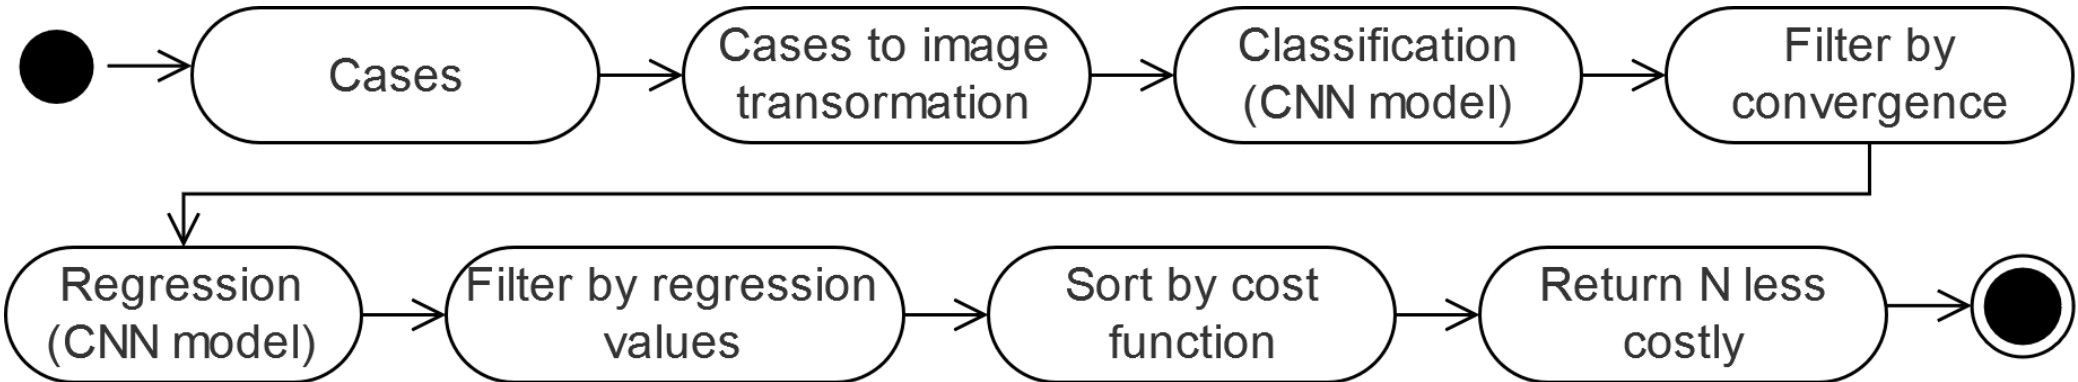 Cases
Cases to image
transormation
Classification
(CNN model)
Filter by
convergence
Regression
(CNN model)
Filter by regression
values
Sort by cost
function
Return N less
costly